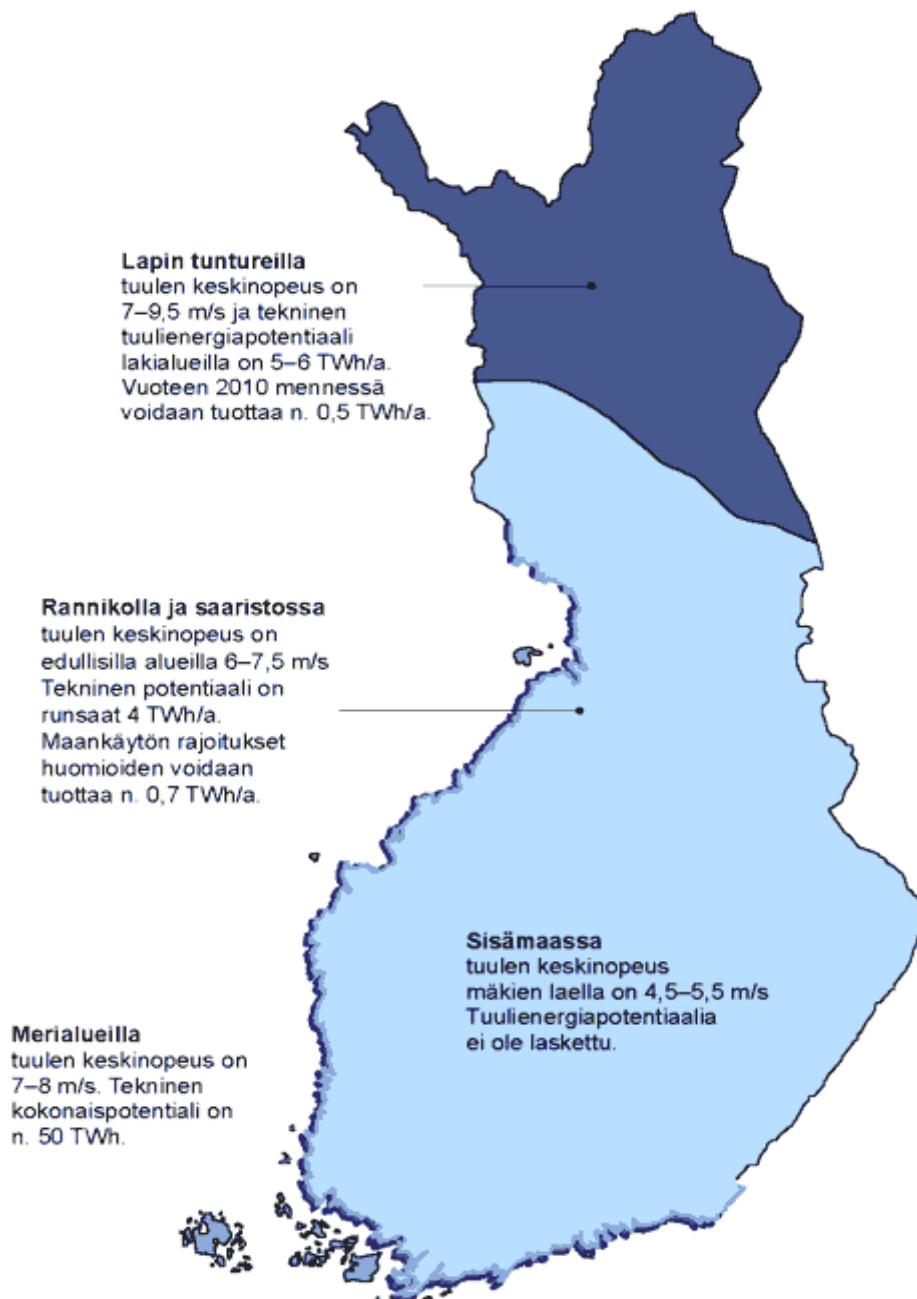 Lapin tuntureilla
tuulen keskinopeus on
7–9,5 m/s ja tekninen
tuulienergiapotentiaali
lakialueilla on 5–6 TWh/a.
Vuoteen 2010 mennessä
voidaan tuottaa n. 0,5 TWh/a.
Rannikolla ja saaristossa
tuulen keskinopeus on
edullisilla alueilla 6–7,5 m/s
Tekninen potentiaali on
runsaat 4 TWh/a.
Maankäytön rajoitukset
huomioiden voidaan
tuottaa n. 0,7 TWh/a.
Sisämaassa
tuulen keskinopeus
mäkien laella on 4,5–5,5 m/s
Tuulienergiapotentiaalia
ei ole laskettu.
Merialueilla
tuulen keskinopeus on
7–8 m/s. Tekninen
kokonaispotentiali on
n. 50 TWh.